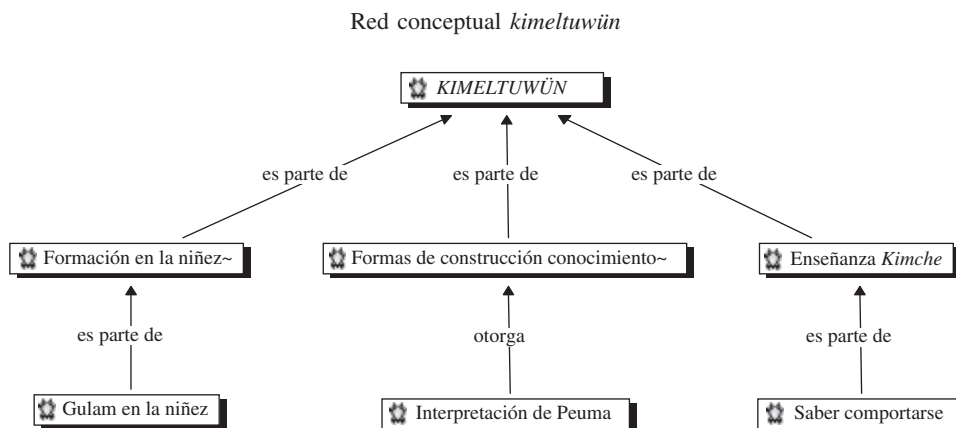 Red conceptual kimeltuwün
KIMELTUWÜN
es parte de es parte de es parte de
Formación en la niñez~ Formas de construcción conocimiento~ Enseñanza Kimche
es parte de otorga es parte de
Gulam en la niñez Interpretación de Peuma Saber comportarse